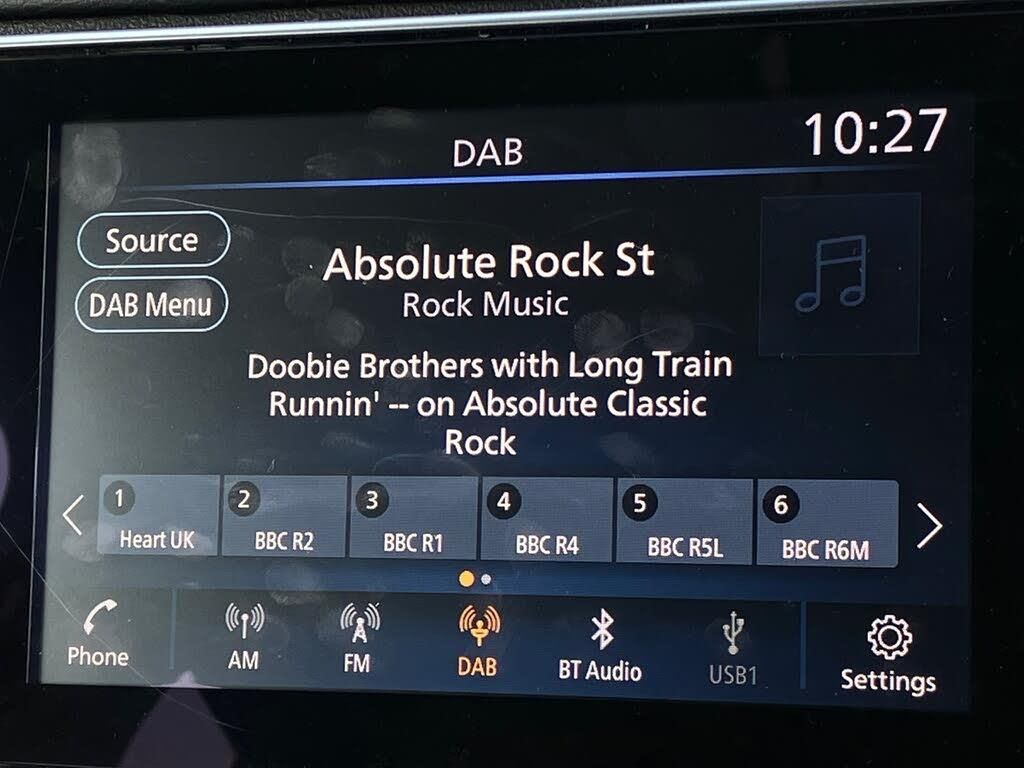 DAB
10:27
Source
DAB Menu
Absolute Rock St
Rock Music
Doobie Brothers with Long Train
Runnin' -- on Absolute Classic
Rock
1 2 3 4 5 6
Heart UK BBC R2 BBC R1 BBC R4 BBC R5L BBC R6M
Phone AM FM DAB BT Audio USB1 Settings